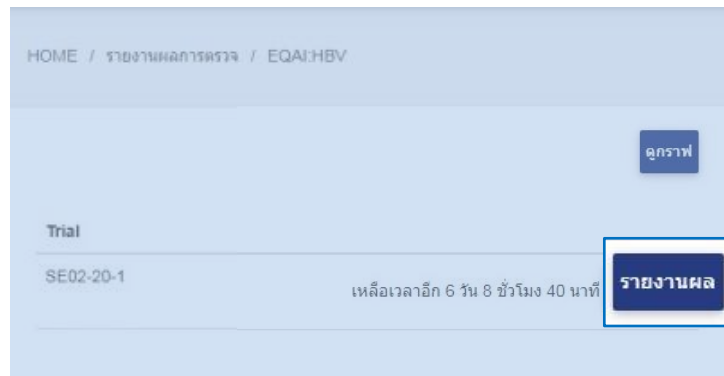 HOME / รายงานผลการตรวจ / EQAI:HBV
ดูกราฟ
Trial
SE02-20-1
เหลือเวลาอีก 6 วัน 8 ชั่วโมง 40 นาที รายงานผล